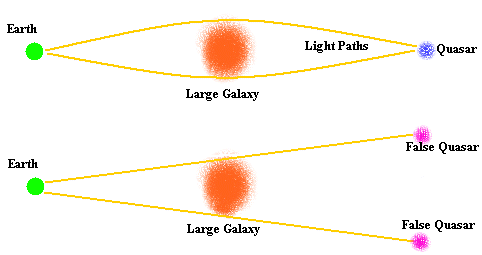 Earth
Light Paths
Quasar
Large Galaxy
False Quasar
Earth
False Quasar
Large Galaxy